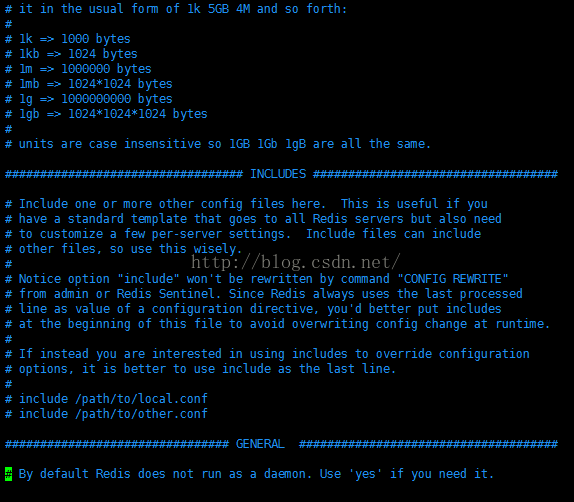 # it in the usual form of 1k 5GB 4M and so forth:
#
# 1k => 1000 bytes
# 1kb => 1024 bytes
# 1m => 1000000 bytes
# 1mb => 1024*1024 bytes
# 1g => 1000000000 bytes
# 1gb => 1024*1024*1024 bytes
#
# units are case insensitive so 1GB 1Gb 1gB are all the same.
################################## INCLUDES ###################################
# Include one or more other config files here.  This is useful if you
# have a standard template that goes to all Redis servers but also need
# to customize a few per-server settings.  Include files can include
# other files, so use this wisely.
http://blog.csdn.net/
#
# Notice option "include" won't be rewritten by command "CONFIG REWRITE"
# from admin or Redis Sentinel. Since Redis always uses the last processed
# line as value of a configuration directive, you'd better put includes
# at the beginning of this file to avoid overwriting config change at runtime.
#
# If instead you are interested in using includes to override configuration
# options, it is better to use include as the last line.
#
# include /path/to/local.conf
# include /path/to/other.conf
################################ GENERAL  #####################################
# By default Redis does not run as a daemon. Use 'yes' if you need it.